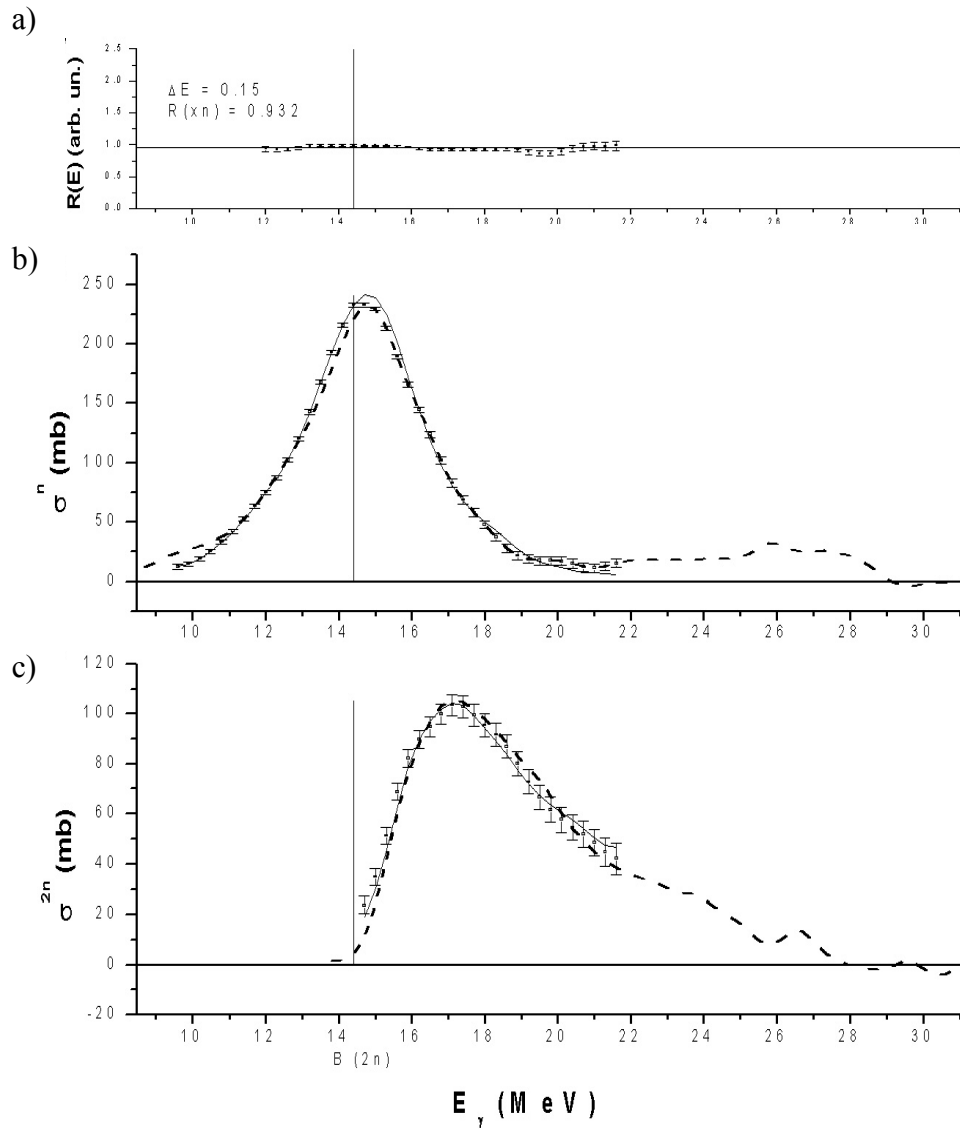 a)
R(E) (arb. un.)
2.5
2.0
1.5
1.0
0.5
0.0
ΔE = 0.15
R(xn) = 0.932
10 12 14 16 18 20 22 24 26 28 30
b)
σⁿ (mb)
250
200
150
100
50
0
10 12 14 16 18 20 22 24 26 28 30
c)
σ²ⁿ (mb)
120
100
80
60
40
20
0
-20
10 12 14 16 18 20 22 24 26 28 30
B (2n)
E_γ (MeV)